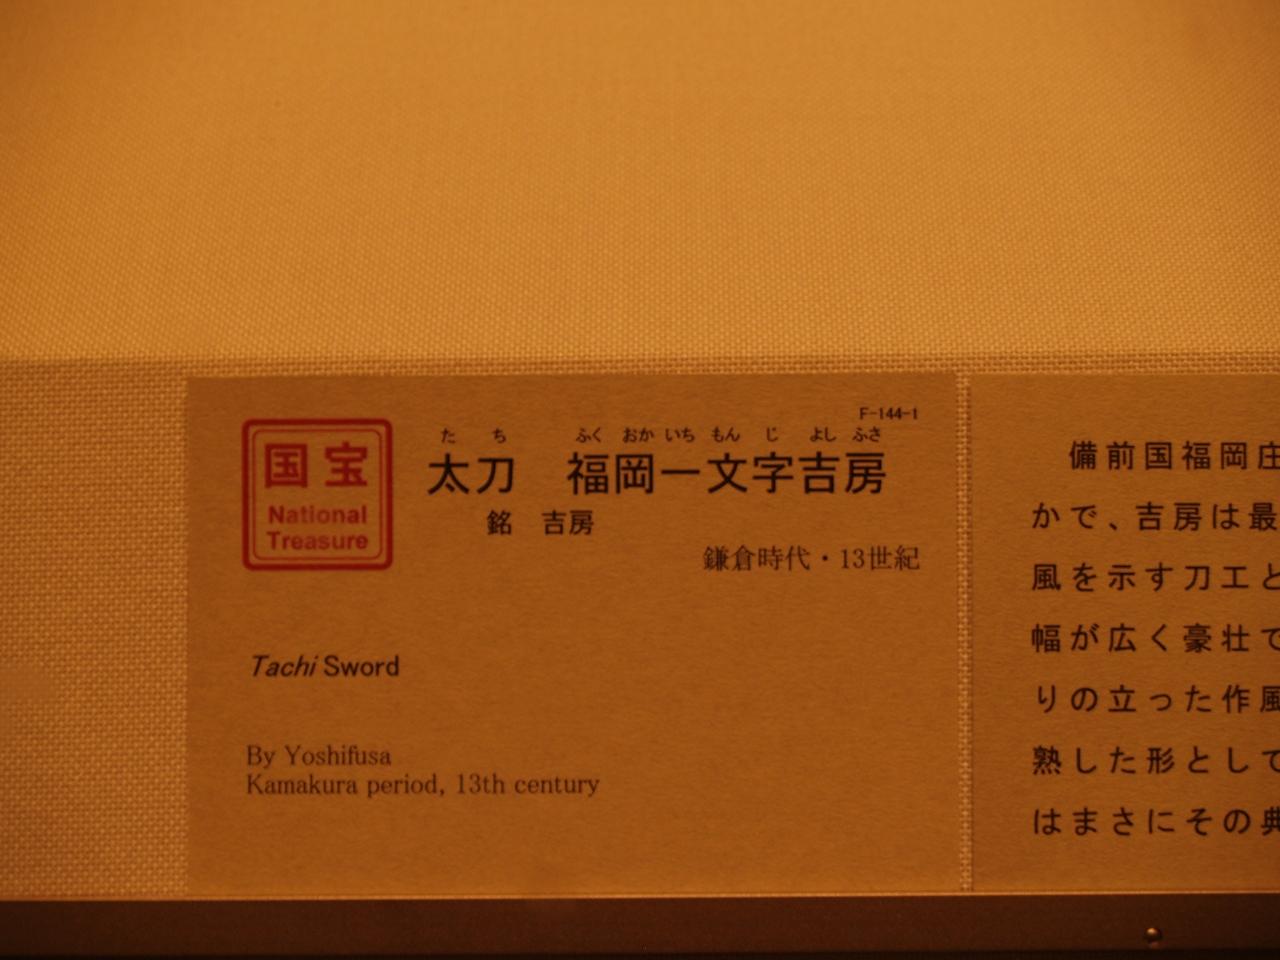 国宝
National
Treasure
F-144-1
た ち ふく おか いち もん じ よし ふさ
太刀 福岡一文字吉房
銘 吉房
鎌倉時代・13世紀
Tachi Sword
By Yoshifusa
Kamakura period, 13th century
備前国福岡庄
かで、吉房は最
風を示す刀工と
幅が広く豪壮で
りの立った作風
熟した形として
はまさにその典